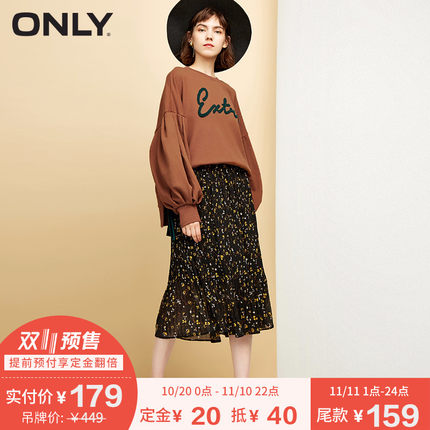 ONLY®
Extr
双11预售
提前预付享定金翻倍
实付价¥179
吊牌价: ¥449
10/20 0点 - 11/10 22点
定金¥ 20 抵¥ 40
11/11 1点-24点
尾款¥159